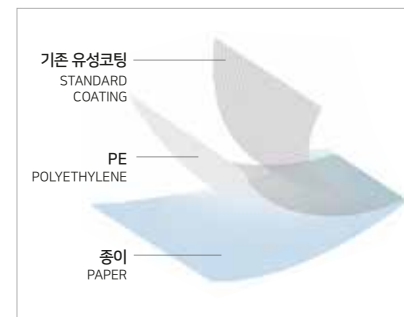 기존 유성코팅
STANDARD
COATING
PE
POLYETHYLENE
종이
PAPER